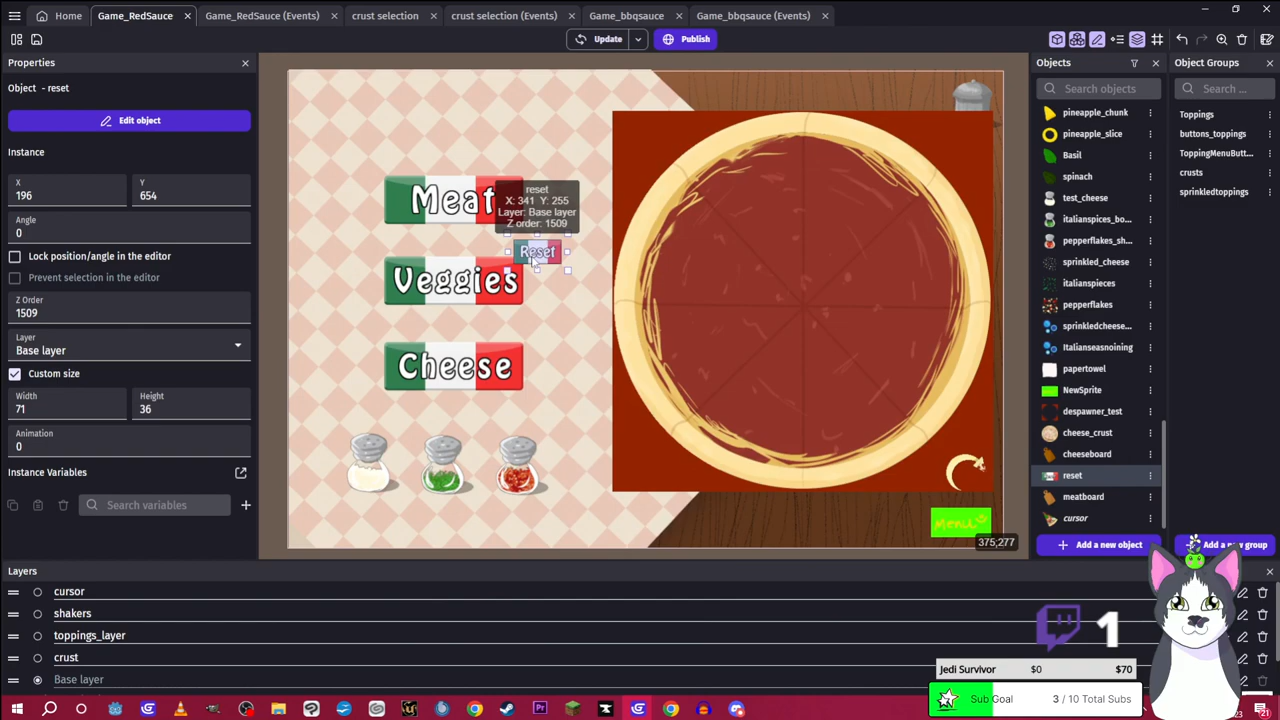 Home
Game_RedSauce
Game_RedSauce (Events)
crust selection
crust selection (Events)
Game_bbqsauce
Game_bbqsauce (Events)
Update
Publish
Properties
Object - reset
Edit object
Instance
X
196
Y
654
Angle
0
Lock position/angle in the editor
Prevent selection in the editor
Z Order
1509
Layer
Base layer
Custom size
Width
71
Height
36
Animation
0
Instance Variables
Search variables
Meat
reset
X: 341 Y: 255
Layer: Base layer
Z order: 1509
Reset
Veggies
Cheese
Menu
375;277
Objects
Search objects
pineapple_chunk
pineapple_slice
Basil
spinach
test_cheese
italianspices_bo...
pepperflakes_sh...
sprinkled_cheese
italianspieces
pepperflakes
sprinkledcheese...
Italianseasnoining
papertowel
NewSprite
despawner_test
cheese_crust
cheeseboard
reset
meatboard
cursor
Add a new object
Object Groups
Search ...
Toppings
buttons_toppings
ToppingMenuButt...
crusts
sprinkledtoppings
Add a new group
Layers
cursor
shakers
toppings_layer
crust
Base layer
1
Jedi Survivor $0 $70
Sub Goal 3 / 10 Total Subs